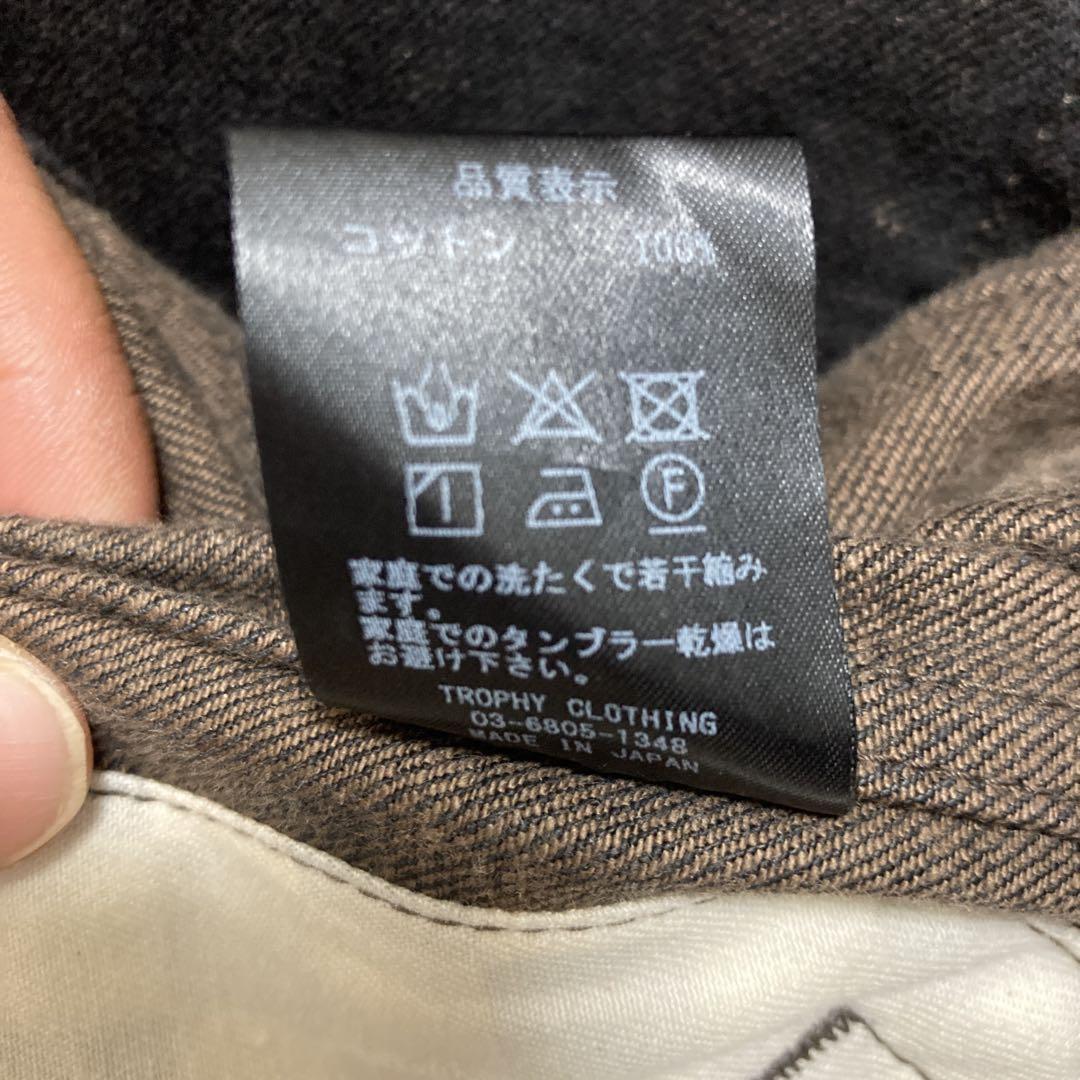 品質表示
コットン 100%
F
家庭での洗たくで若干縮み
ます。
家庭でのタンブラー乾燥は
お避け下さい。
TROPHY CLOTHING
03-6805-1348
MADE IN JAPAN